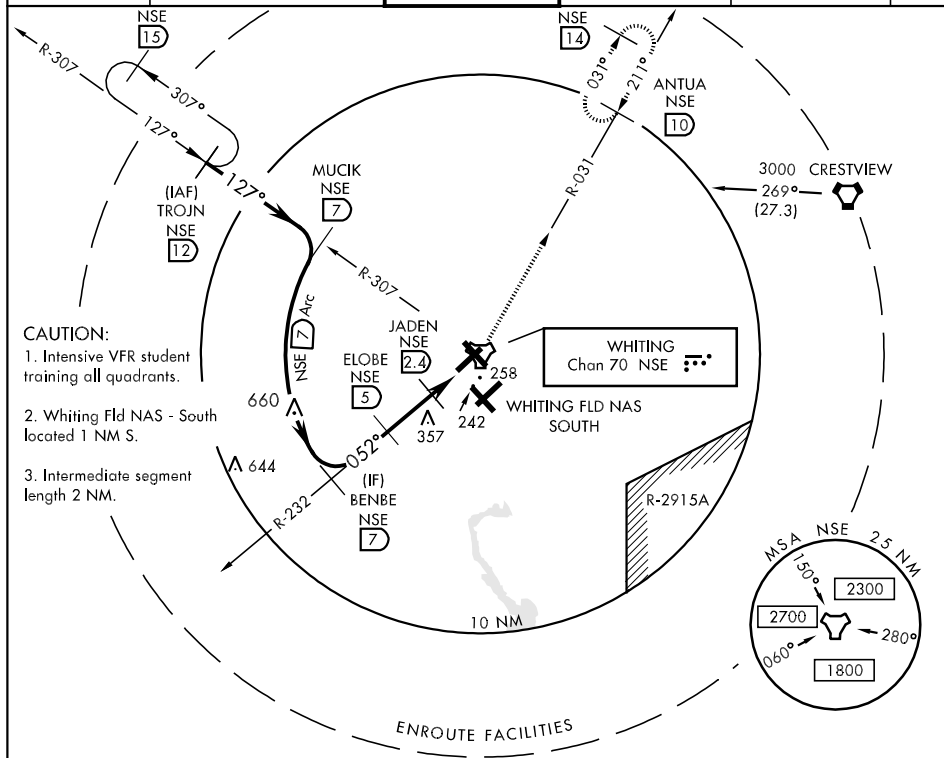 NSE
15
R-307
307°
127°
127°
(IAF)
TROJN
NSE
12
MUCIK
NSE
7
R-307
NSE 7 Arc
NSE
14
031°
211°
ANTUA
NSE
10
R-031
3000
269°
(27.3)
CRESTVIEW
CAUTION:
1. Intensive VFR student
training all quadrants.
2. Whiting Fld NAS - South
located 1 NM S.
3. Intermediate segment
length 2 NM.
JADEN
NSE
2.4
ELOBE
NSE
5
WHITING
Chan 70 NSE
258
242
WHITING FLD NAS
SOUTH
357
660
644
052°
R-232
(IF)
BENBE
NSE
7
R-2915A
10 NM
MSA NSE 25 NM
150°
2300
2700
060°
280°
1800
ENROUTE FACILITIES